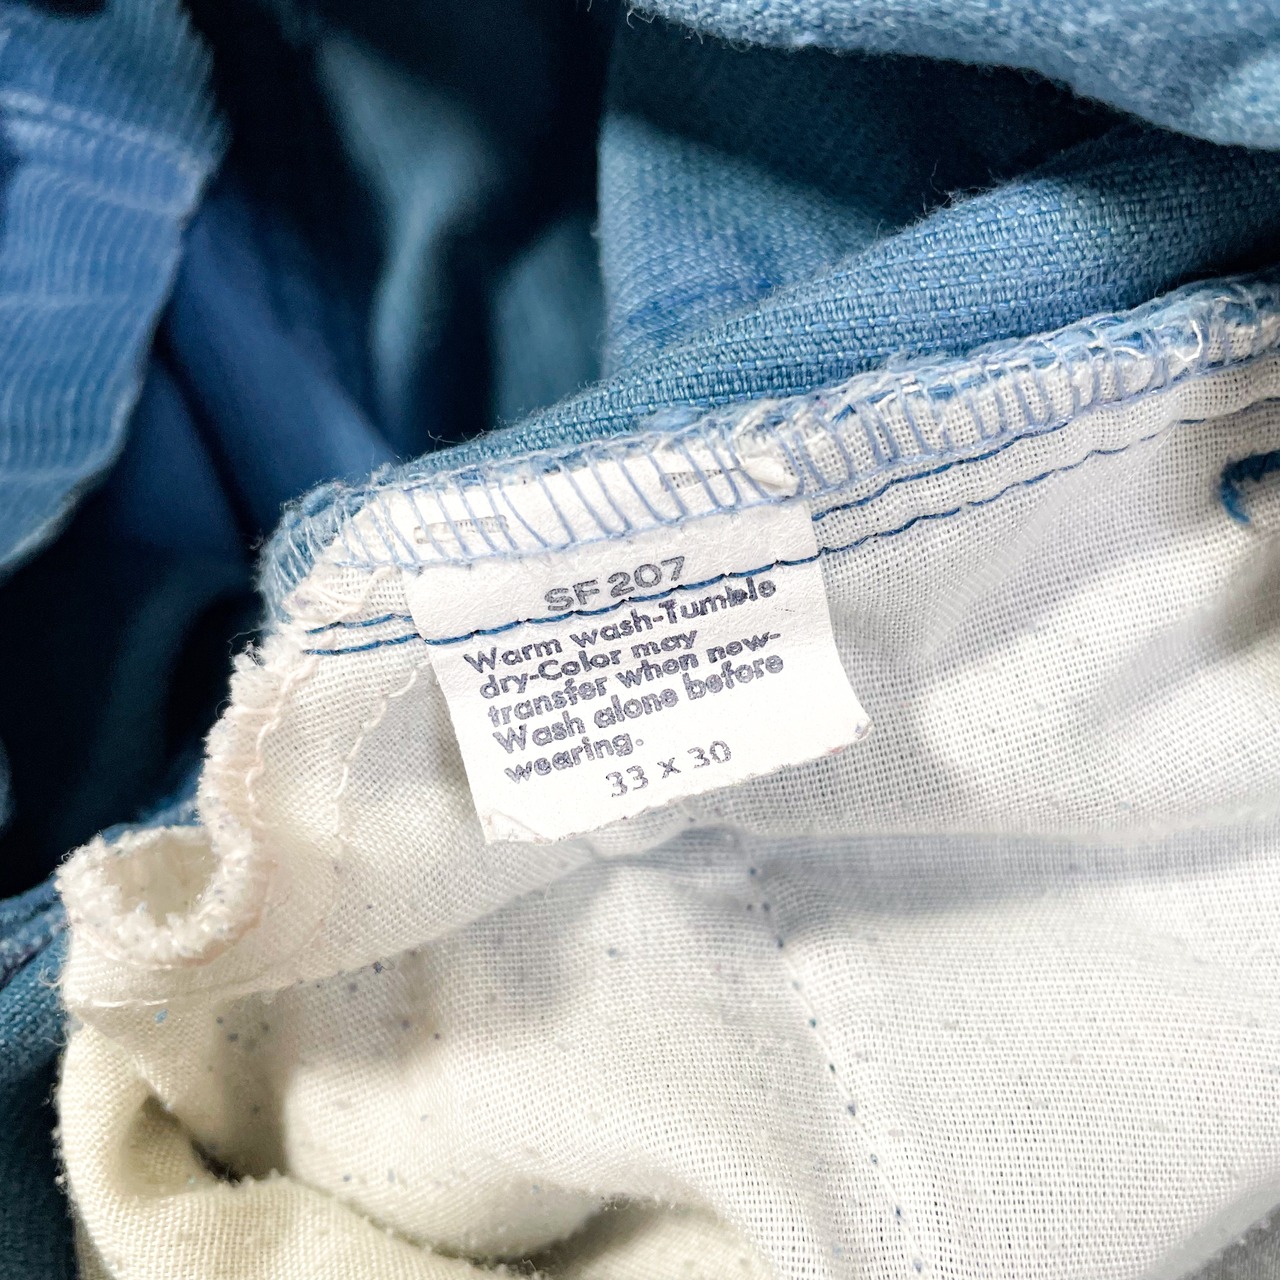 SF 207
Warm wash-Tumble
dry-Color may
transfer when new-
Wash alone before
wearing.
33 x 30